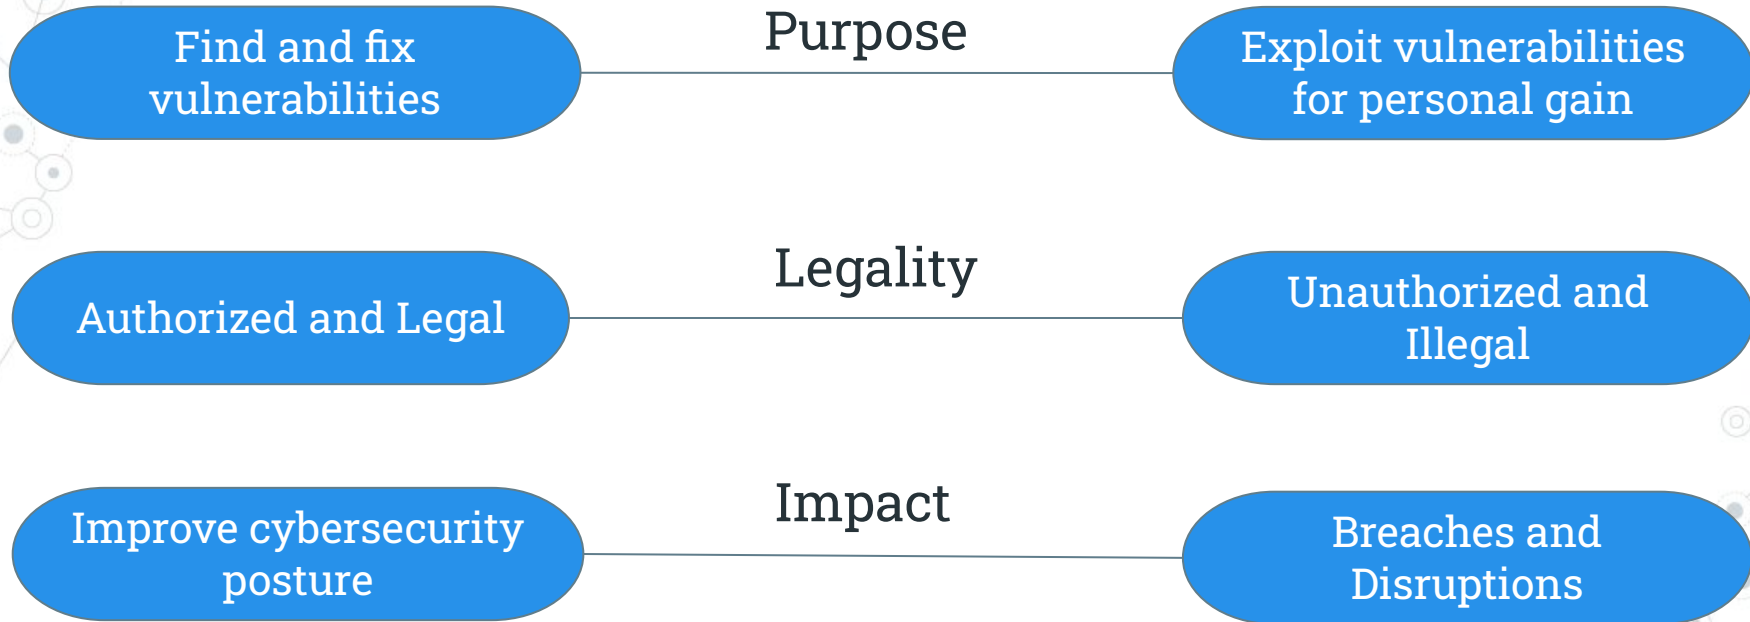 Purpose
Find and fix
vulnerabilities
Exploit vulnerabilities
for personal gain
Legality
Authorized and Legal
Unauthorized and
Illegal
Impact
Improve cybersecurity
posture
Breaches and
Disruptions